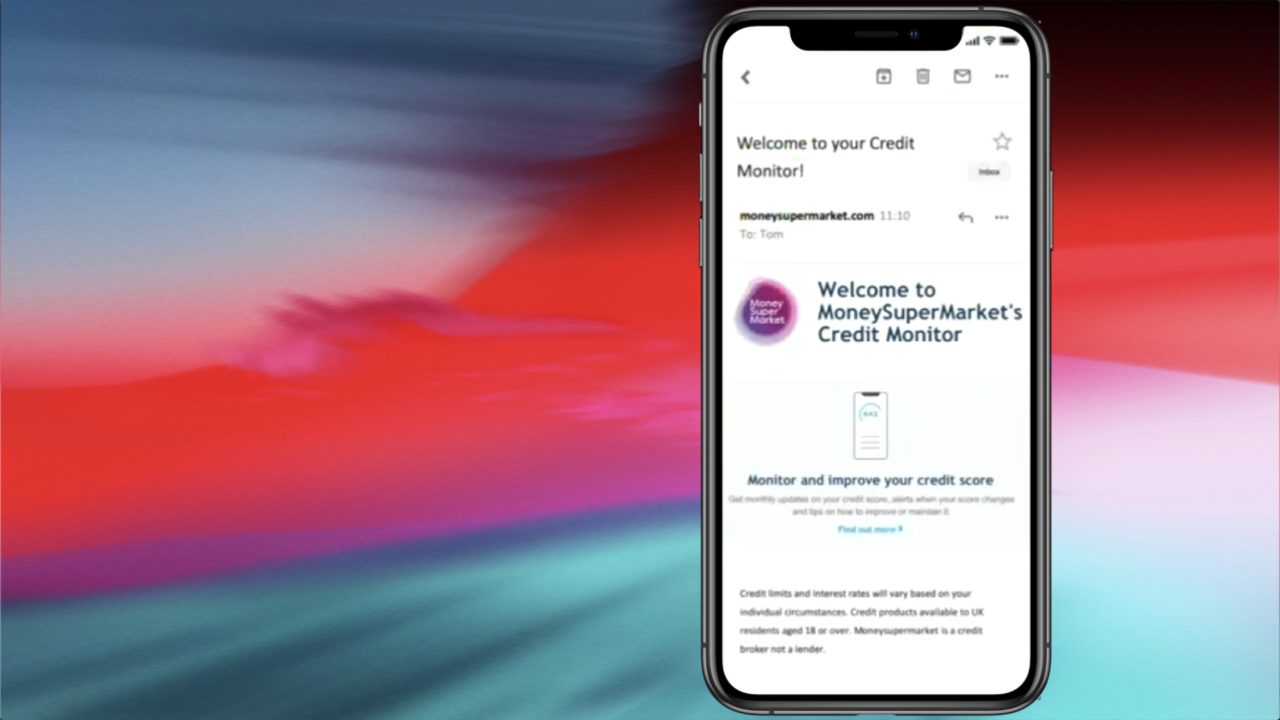 Welcome to your Credit
Monitor!
Inbox
moneysupermarket.com 11:10
To: Tom
Money
Super
Market
Welcome to
MoneySuperMarket's
Credit Monitor
Monitor and improve your credit score
Get monthly updates on your credit score, alerts when your score changes
and tips on how to improve or maintain it
Find out more
Credit limits and interest rates will vary based on your
individual circumstances. Credit products available to UK
residents aged 18 or over. Moneysupermarket is a credit
broker not a lender.